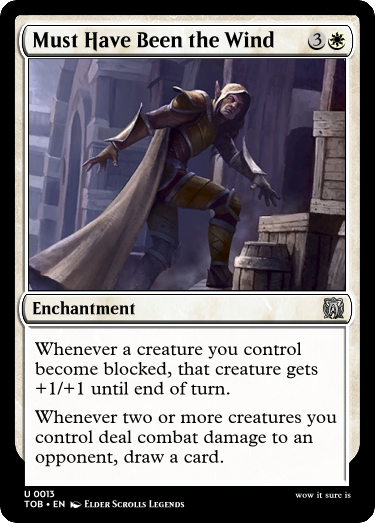 Must Have Been the Wind 3
Enchantment
Whenever a creature you control
become blocked, that creature gets
+1/+1 until end of turn.
Whenever two or more creatures you
control deal combat damage to an
opponent, draw a card.
U 0013
TOB • EN Elder Scrolls Legends
wow it sure is